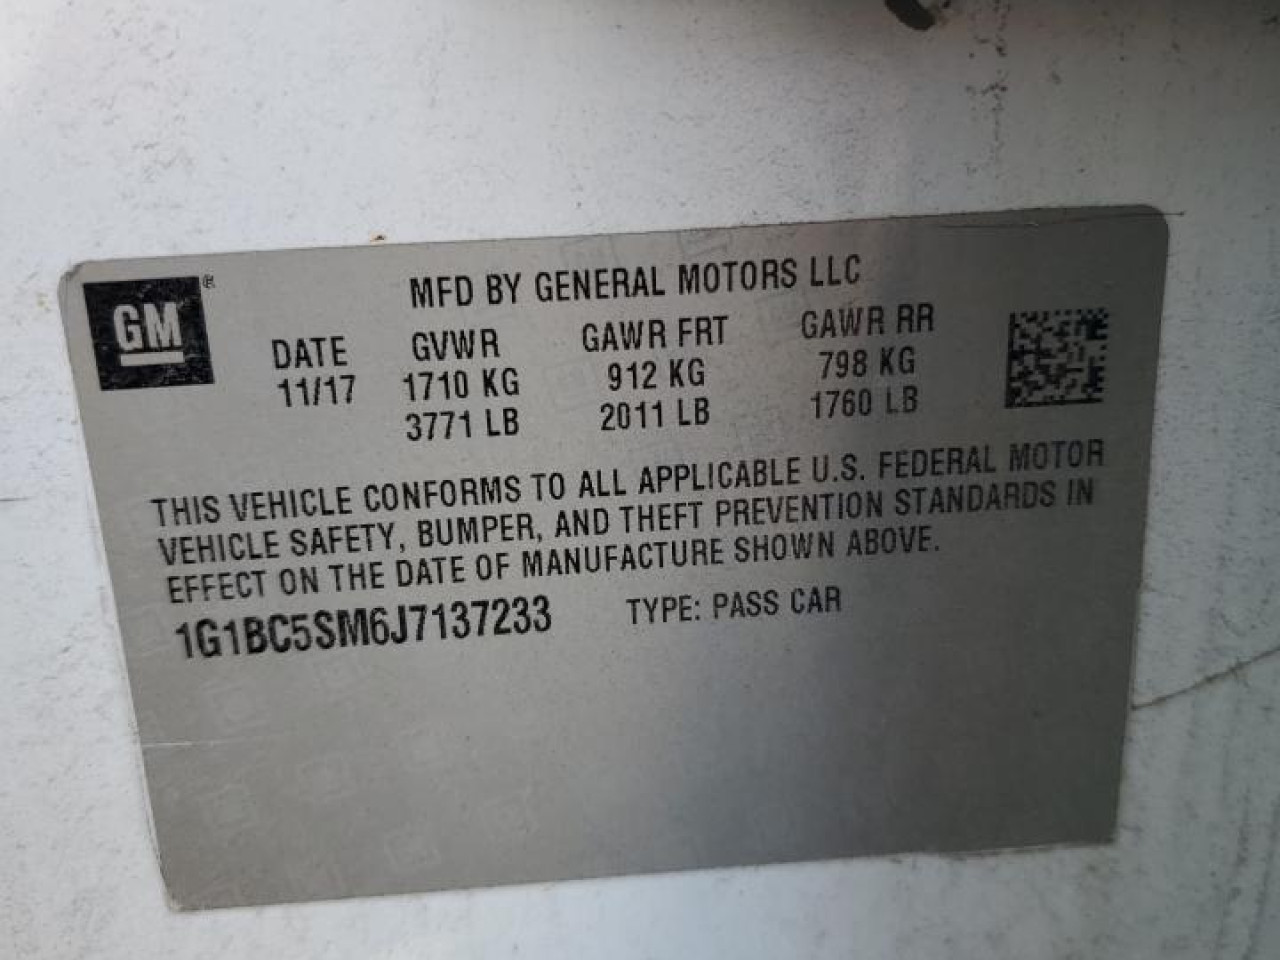 GM®
MFD BY GENERAL MOTORS LLC
DATE GVWR GAWR FRT GAWR RR
11/17 1710 KG 912 KG 798 KG
3771 LB 2011 LB 1760 LB
THIS VEHICLE CONFORMS TO ALL APPLICABLE U.S. FEDERAL MOTOR
VEHICLE SAFETY, BUMPER, AND THEFT PREVENTION STANDARDS IN
EFFECT ON THE DATE OF MANUFACTURE SHOWN ABOVE.
1G1BC5SM6J7137233 TYPE: PASS CAR